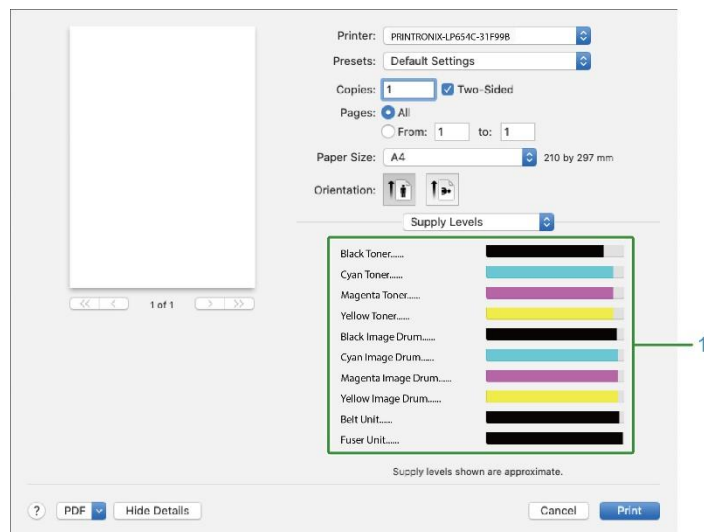 Printer: PRINTRONIX-LP654C-31F99B
Presets: Default Settings
Copies: 1 Two-Sided
Pages: All
From: 1 to: 1
Paper Size: A4 210 by 297 mm
Orientation:
Supply Levels
Black Toner......
Cyan Toner......
Magenta Toner......
Yellow Toner......
Black Image Drum......
Cyan Image Drum......
Magenta Image Drum......
Yellow Image Drum......
Belt Unit......
Fuser Unit......
1
<< < 1 of 1 > >>
Supply levels shown are approximate.
? PDF Hide Details Cancel Print